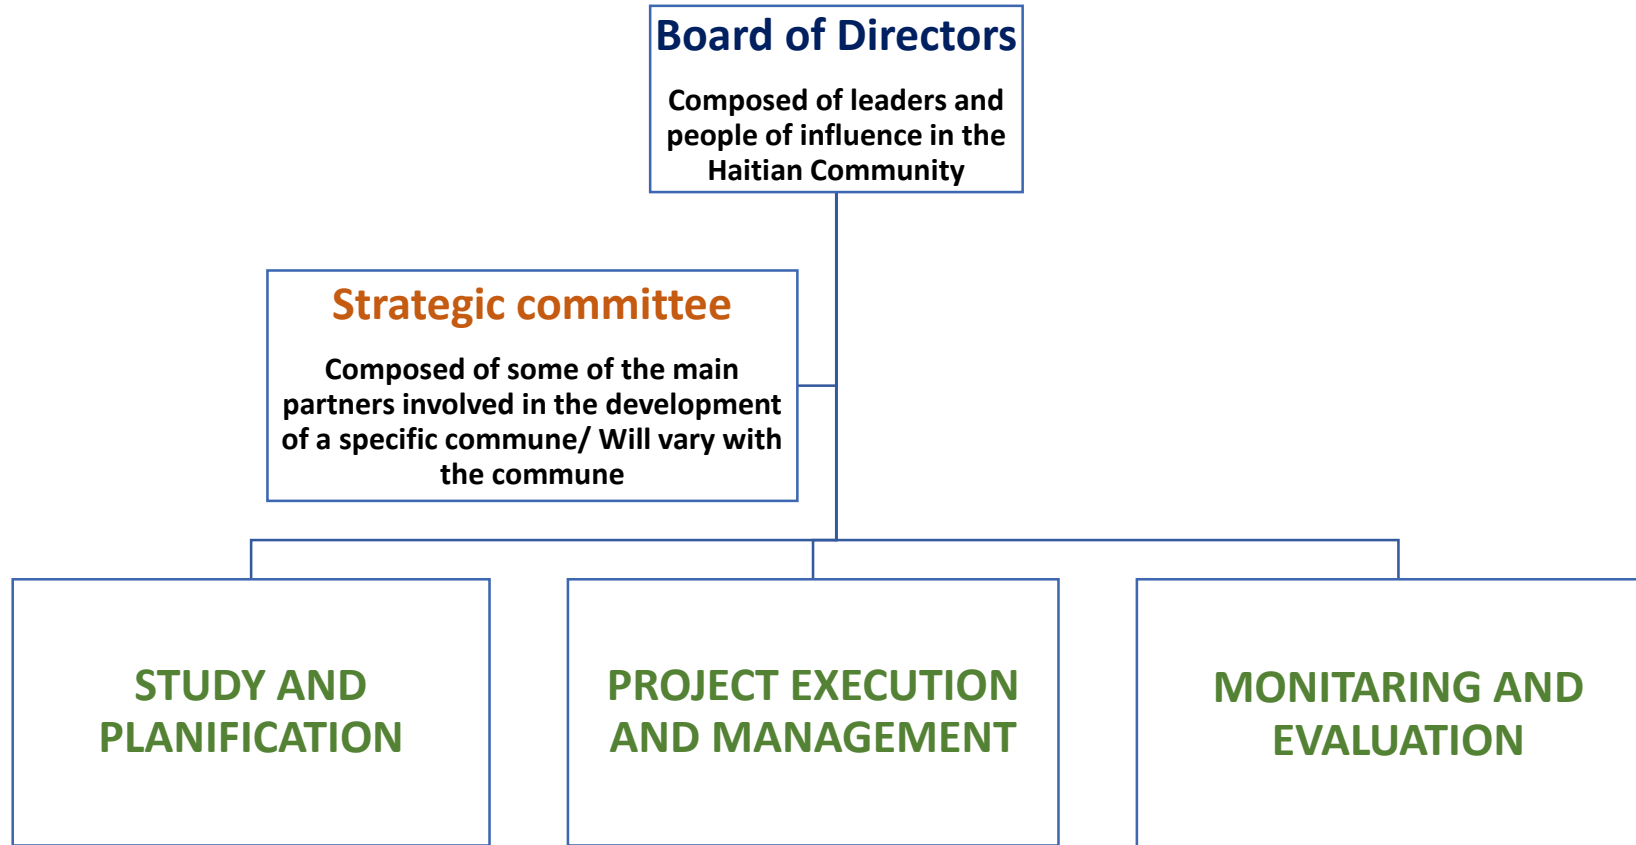 Board of Directors
Composed of leaders and
people of influence in the
Haitian Community
Strategic committee
Composed of some of the main
partners involved in the development
of a specific commune/ Will vary with
the commune
STUDY AND
PLANIFICATION
PROJECT EXECUTION
AND MANAGEMENT
MONITARING AND
EVALUATION